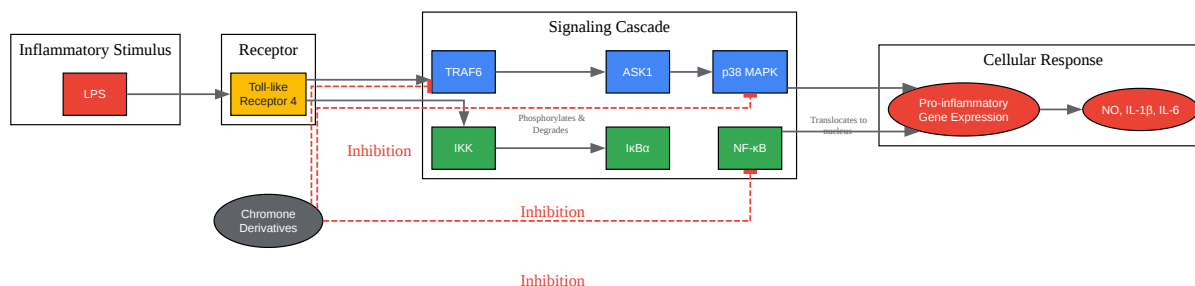 Inflammatory Stimulus
LPS
Receptor
Toll-like
Receptor 4
Signaling Cascade
TRAF6
ASK1
p38 MAPK
Phosphorylates &
Degrades
IKK
IκBα
NF-κB
Translocates to
nucleus
Cellular Response
Pro-inflammatory
Gene Expression
NO, IL-1β, IL-6
Inhibition
Chromone
Derivatives
Inhibition
Inhibition